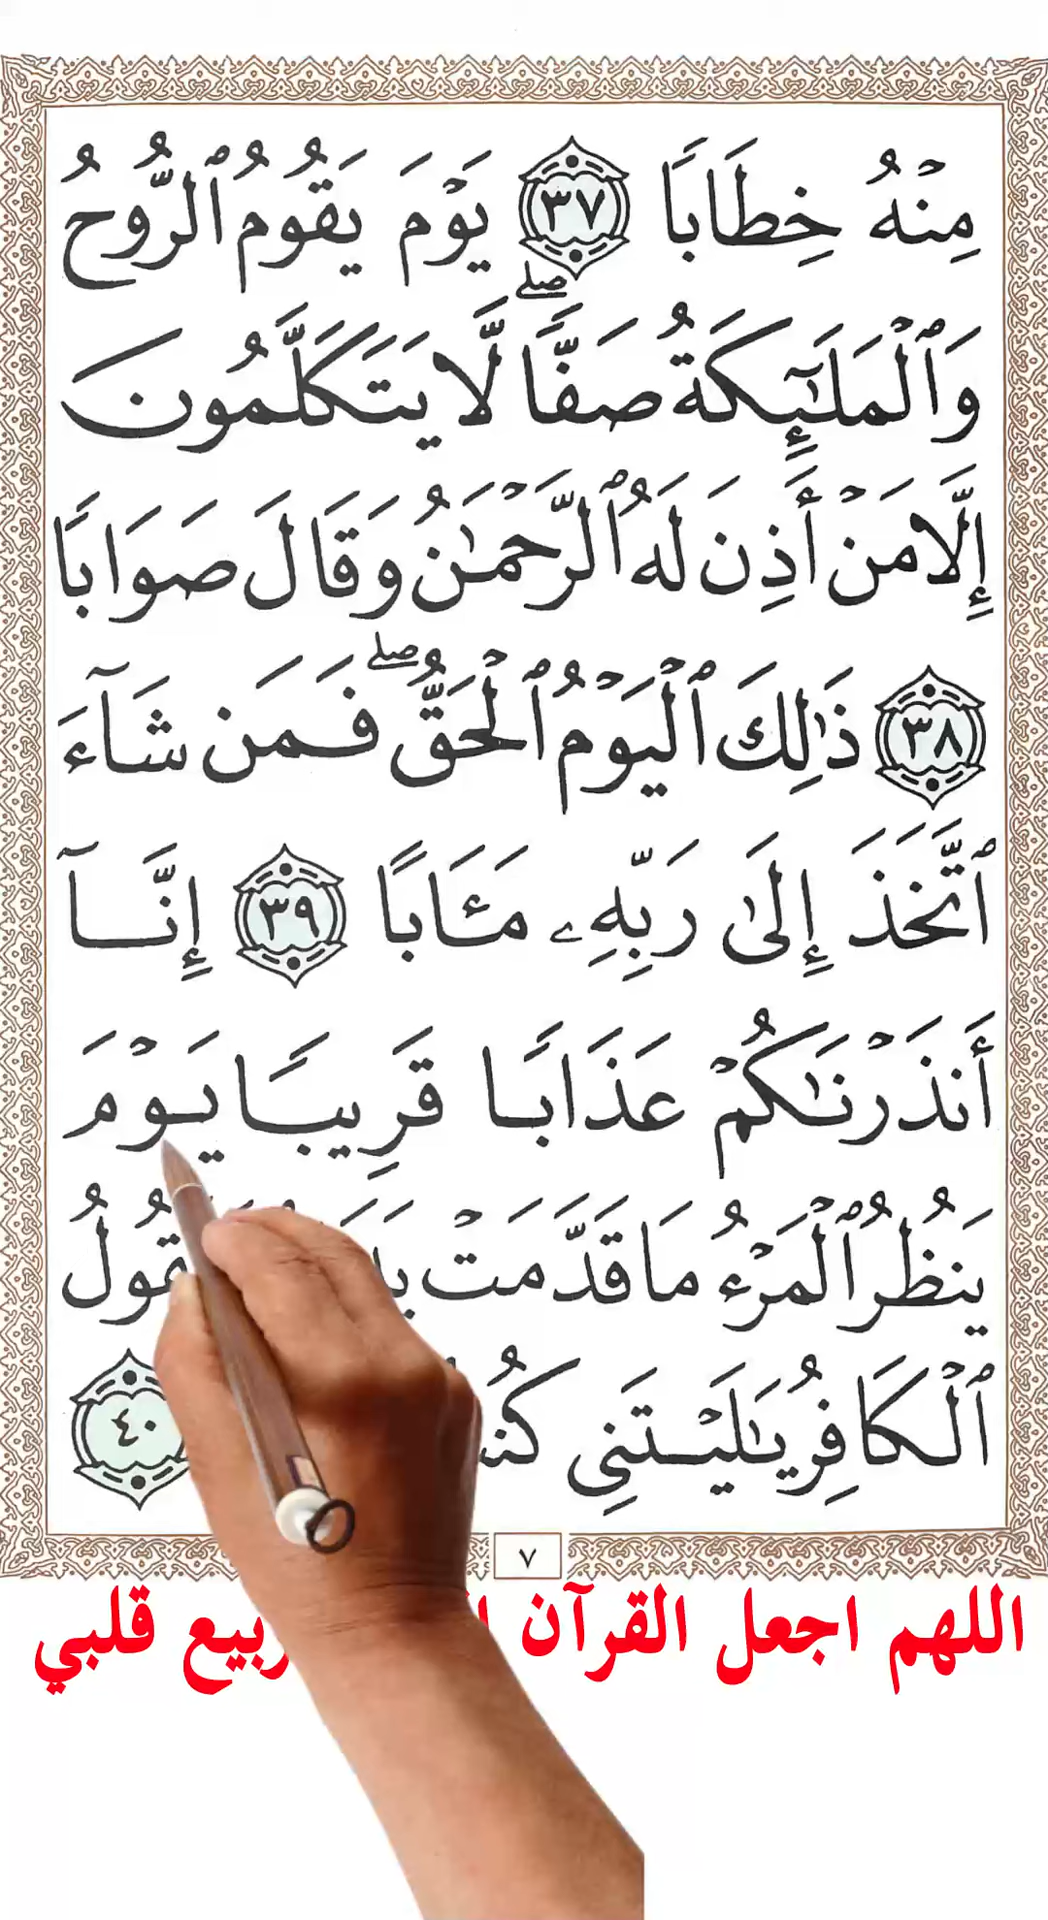 مِنْهُ خِطَابًا ٣٧ يَوْمَ يَقُومُ ٱلرُّوحُ
وَٱلْمَلَٰٓئِكَةُ صَفًّا ۖ لَّا يَتَكَلَّمُونَ
إِلَّا مَنْ أَذِنَ لَهُ ٱلرَّحْمَٰنُ وَقَالَ صَوَابًا
٣٨ ذَٰلِكَ ٱلْيَوْمُ ٱلْحَقُّ ۖ فَمَن شَآءَ
ٱتَّخَذَ إِلَىٰ رَبِّهِۦ مَـَٔابًا ٣٩ إِنَّآ
أَنذَرْنَٰكُمْ عَذَابًا قَرِيبًا يَوْمَ
يَنظُرُ ٱلْمَرْءُ مَا قَدَّمَتْ
ٱلْكَافِرُ يَٰلَيْتَنِى ٤٠
٧
اللهم اجعل القرآن ربيع قلبي